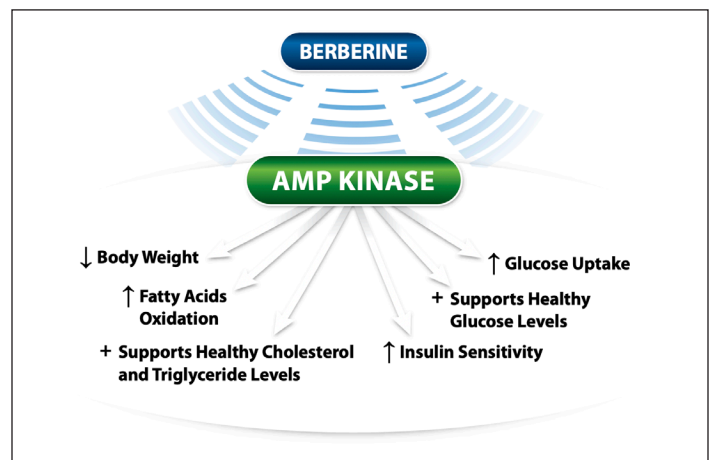 BERBERINE
AMP KINASE
↓ Body Weight
↑ Glucose Uptake
↑ Fatty Acids
Oxidation
+ Supports Healthy
Glucose Levels
+ Supports Healthy Cholesterol
and Triglyceride Levels
↑ Insulin Sensitivity